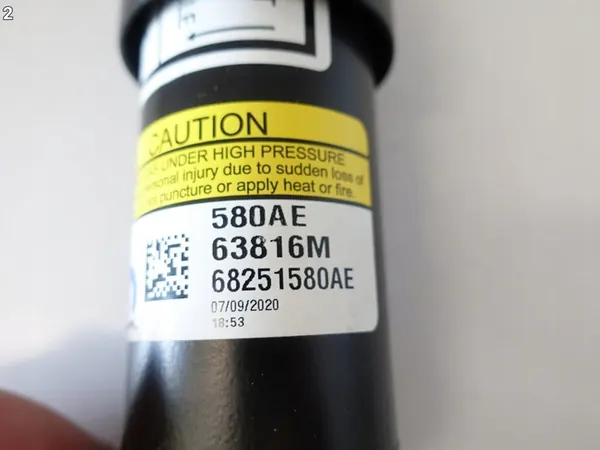 2
CAUTION
UNDER HIGH PRESSURE
personal injury due to sudden loss of
puncture or apply heat or fire.
580AE
63816M
68251580AE
07/09/2020
18:53